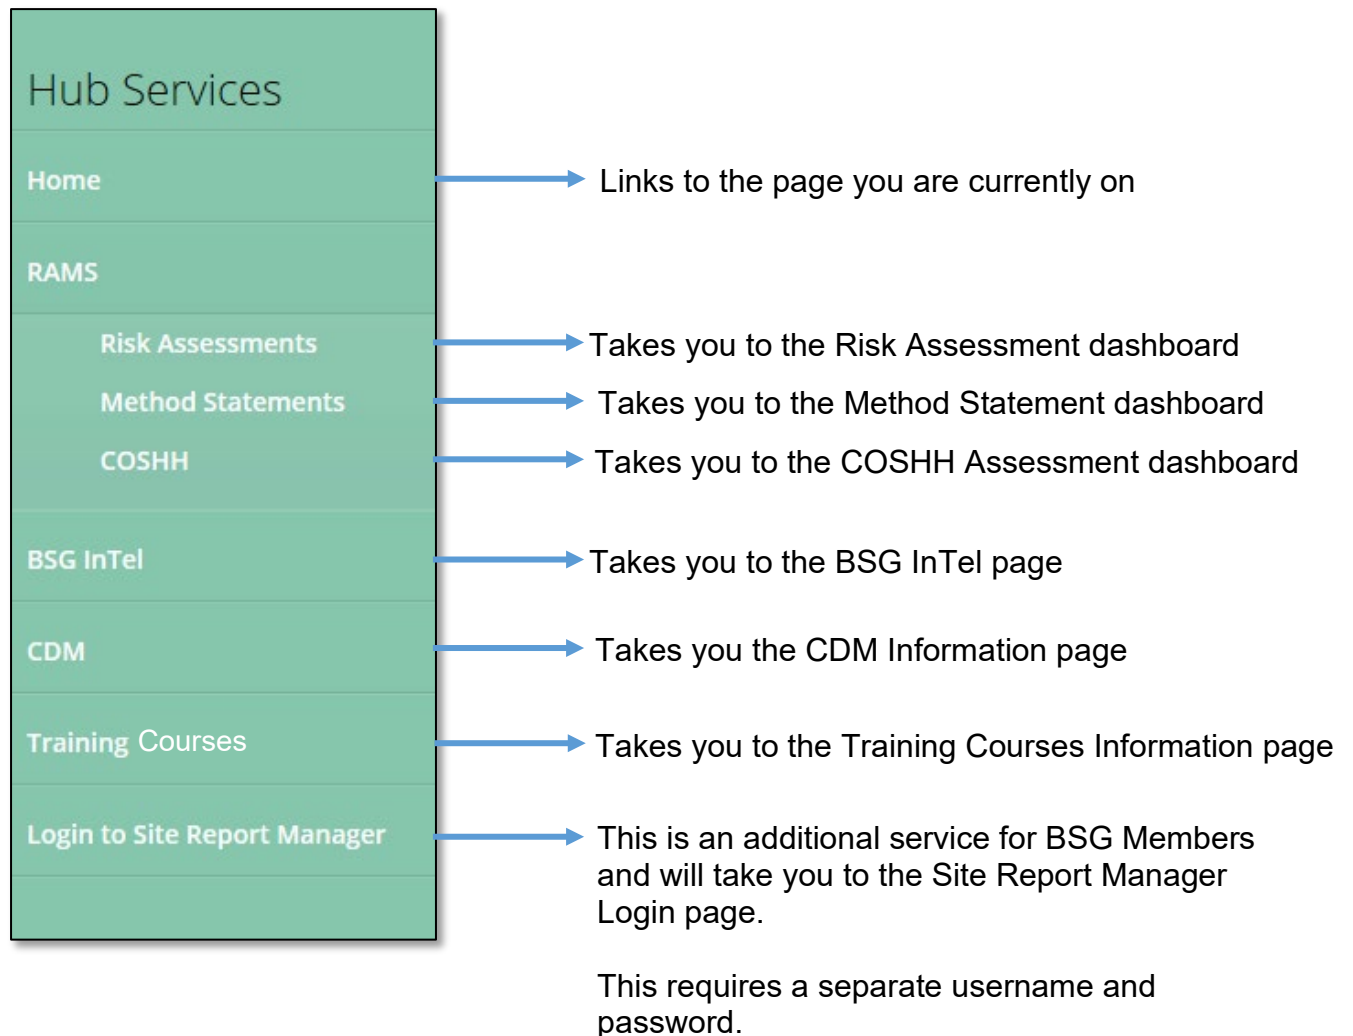 Hub Services
Home
Links to the page you are currently on
RAMS
Risk Assessments
Takes you to the Risk Assessment dashboard
Method Statements
Takes you to the Method Statement dashboard
COSHH
Takes you to the COSHH Assessment dashboard
BSG InTel
Takes you to the BSG InTel page
CDM
Takes you the CDM Information page
Training Courses
Takes you to the Training Courses Information page
Login to Site Report Manager
This is an additional service for BSG Members
and will take you to the Site Report Manager
Login page.
This requires a separate username and
password.